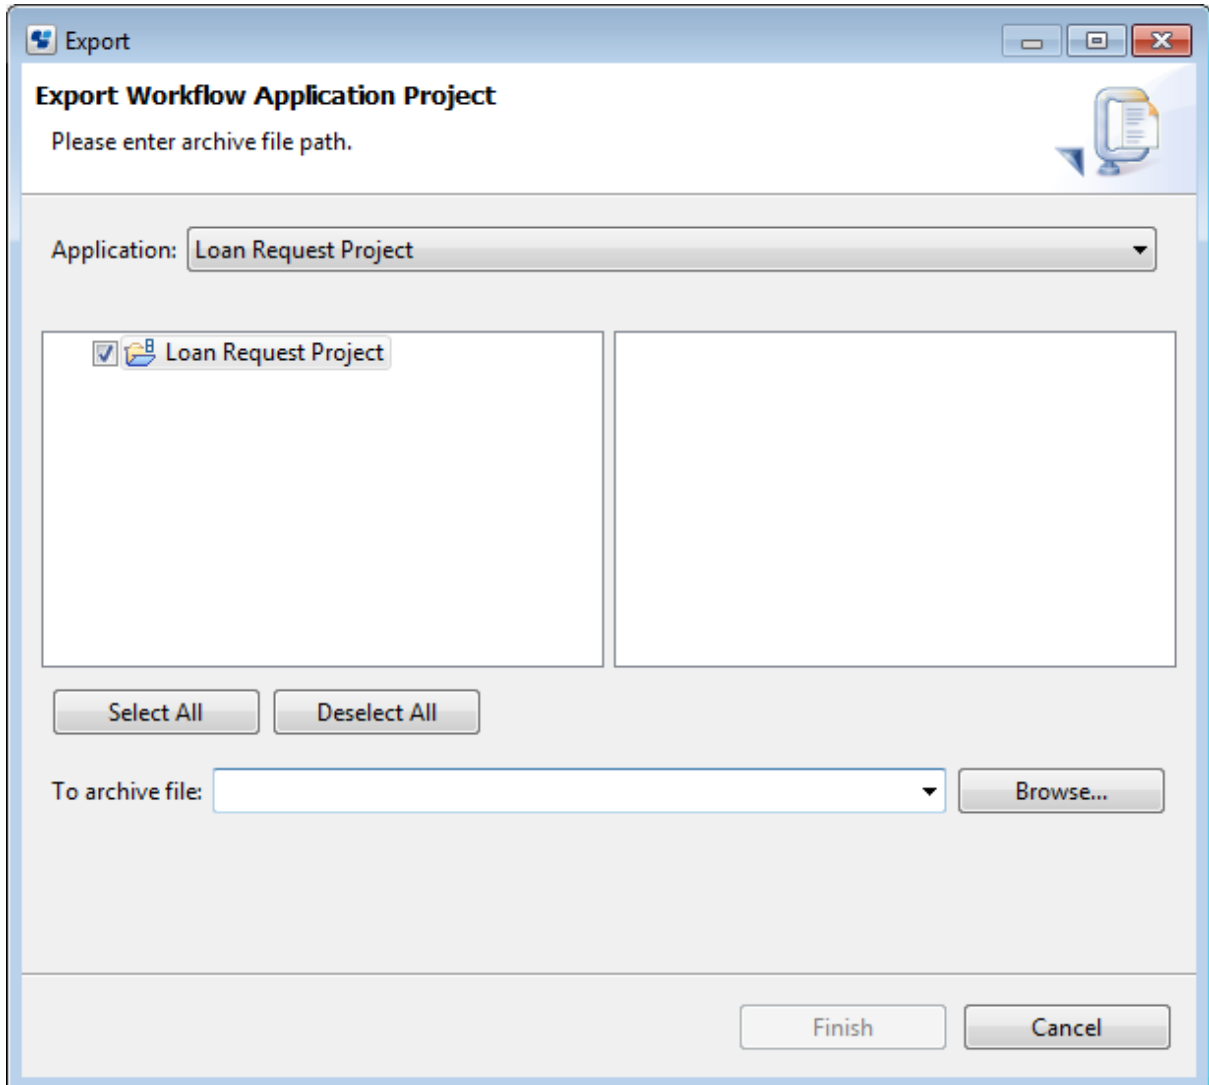 Export
Export Workflow Application Project
Please enter archive file path.
Application: Loan Request Project
Loan Request Project
Select All Deselect All
To archive file: Browse...
Finish Cancel